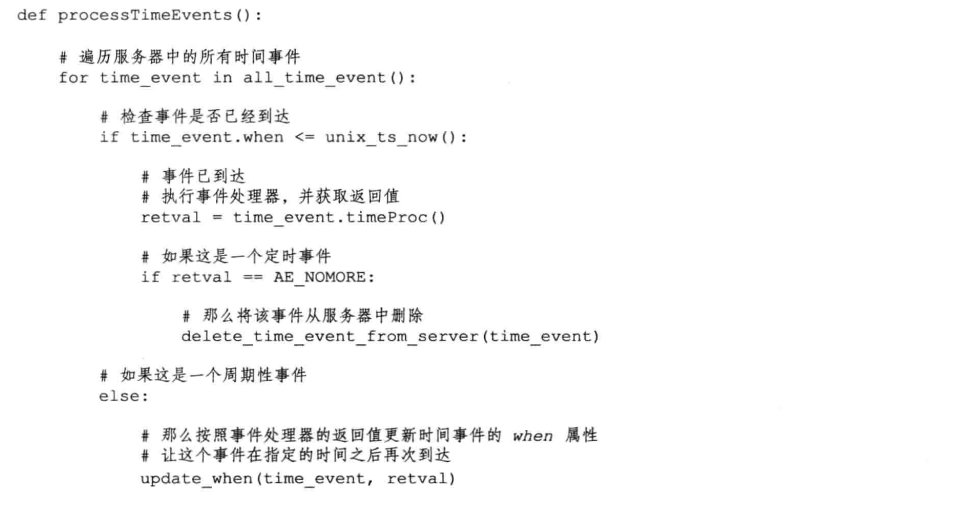 def processTimeEvents():
# 遍历服务器中的所有时间事件
for time_event in all_time_event():
# 检查事件是否已经到达
if time_event.when <= unix_ts_now():
# 事件已到达
# 执行事件处理器，并获取返回值
retval = time_event.timeProc()
# 如果这是一个定时事件
if retval == AE_NOMORE:
# 那么将该事件从服务器中删除
delete_time_event_from_server(time_event)
# 如果这是一个周期性事件
else:
# 那么按照事件处理器的返回值更新时间事件的 when 属性
# 让这个事件在指定的时间之后再次到达
update_when(time_event, retval)